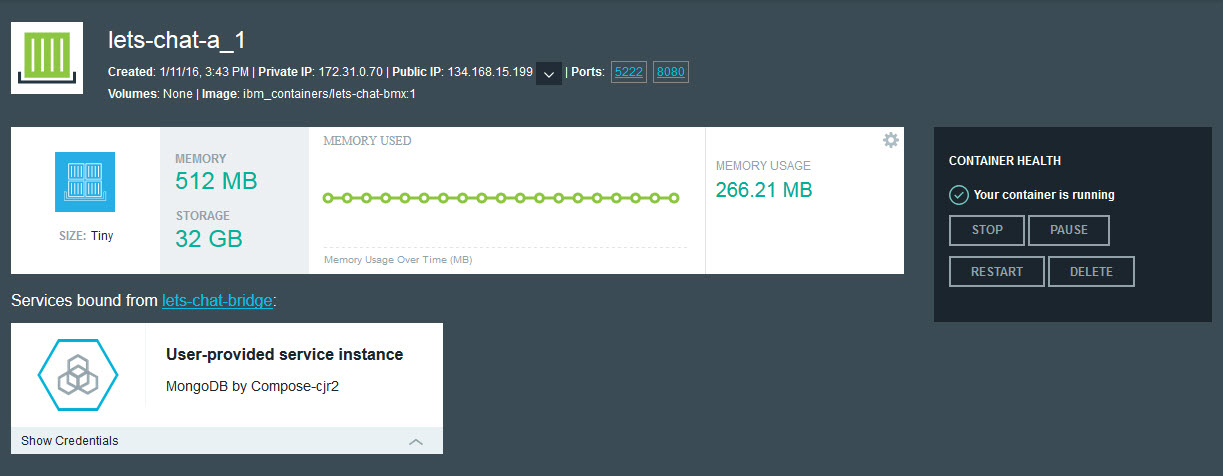 lets-chat-a_1
Created: 1/11/16, 3:43 PM | Private IP: 172.31.0.70 | Public IP: 134.168.15.199 | Ports: 5222 8080
Volumes: None | Image: ibm_containers/lets-chat-bmx:1
SIZE: Tiny
MEMORY
512 MB
STORAGE
32 GB
MEMORY USED
Memory Usage Over Time (MB)
MEMORY USAGE
266.21 MB
CONTAINER HEALTH
Your container is running
STOP PAUSE
RESTART DELETE
Services bound from lets-chat-bridge:
User-provided service instance
MongoDB by Compose-cjr2
Show Credentials